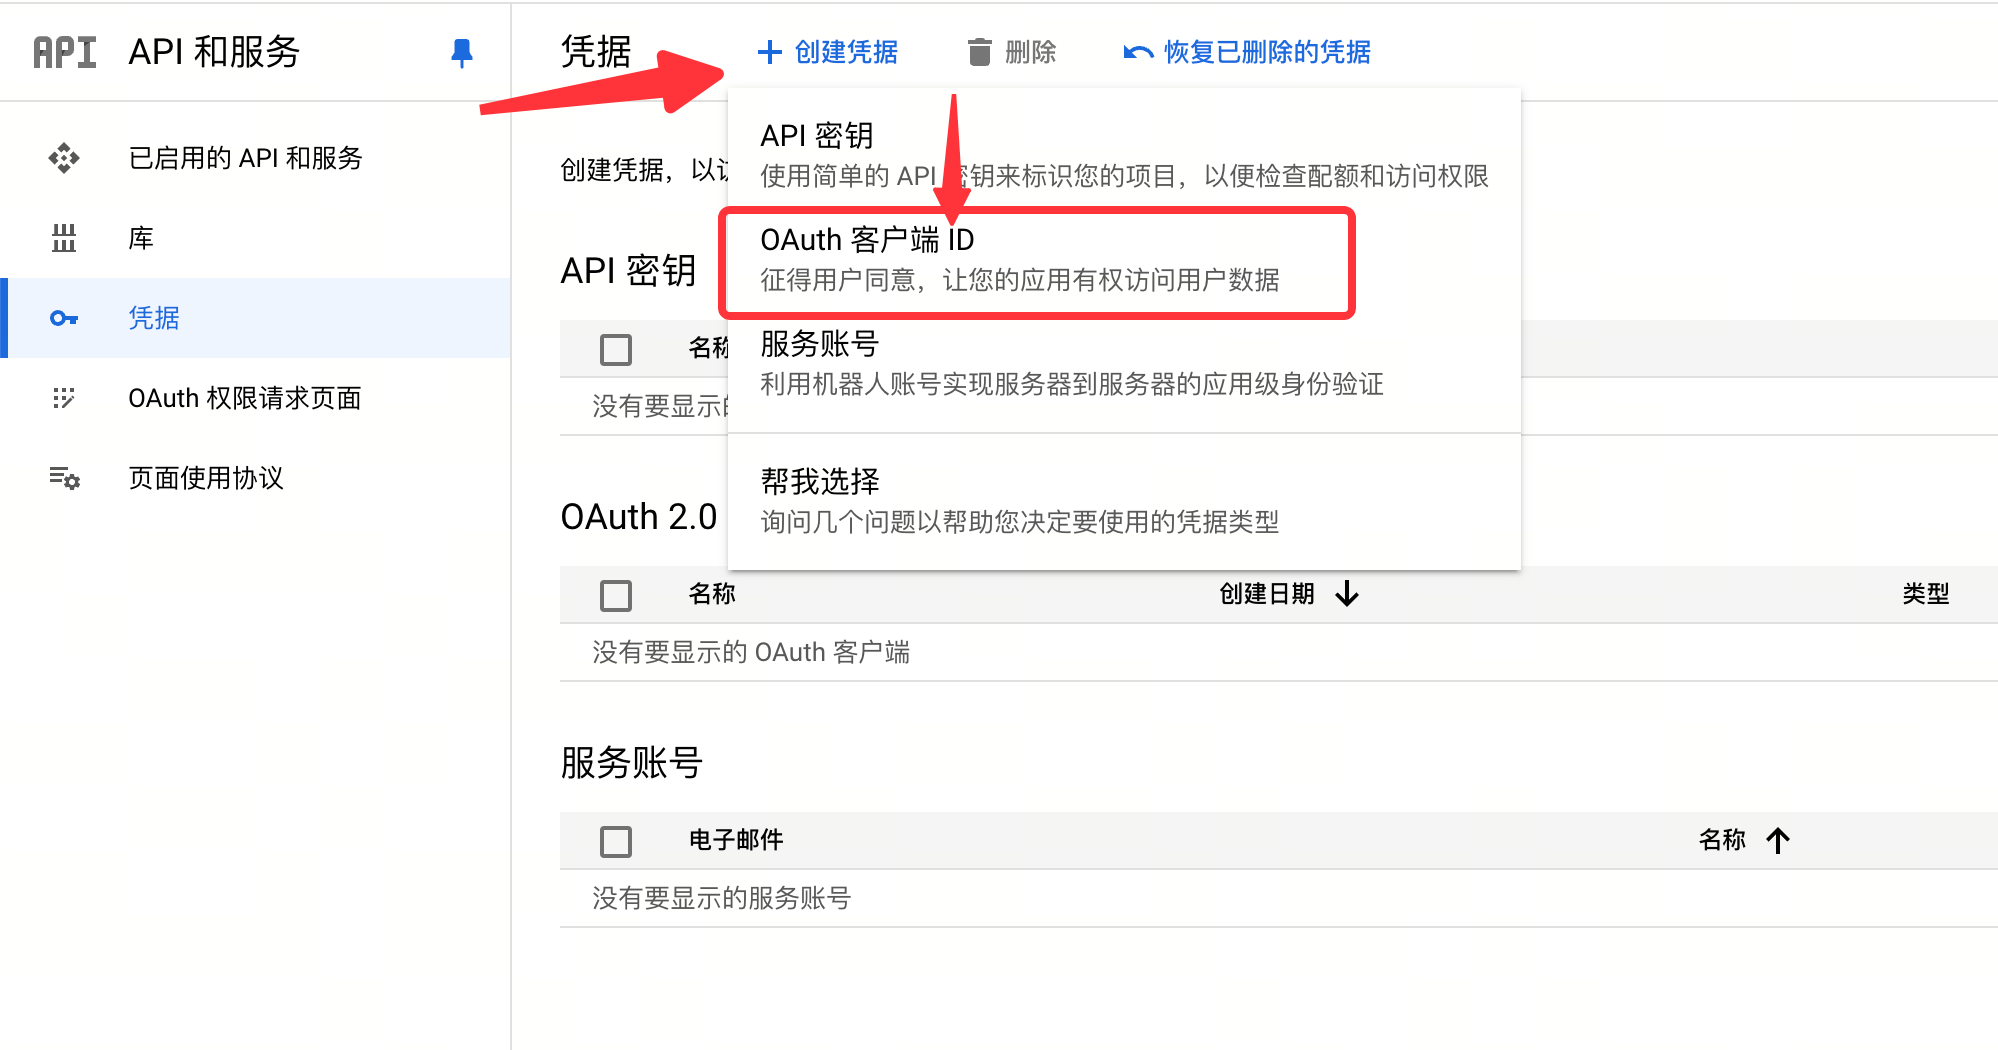 API API 和服务
已启用的 API 和服务
库
凭据
OAuth 权限请求页面
页面使用协议
凭据 创建凭据 删除 恢复已删除的凭据
创建凭据，以
API 密钥
使用简单的 API 密钥来标识您的项目，以便检查配额和访问权限
OAuth 客户端 ID
征得用户同意，让您的应用有权访问用户数据
服务账号
利用机器人账号实现服务器到服务器的应用级身份验证
帮我选择
询问几个问题以帮助您决定要使用的凭据类型
API 密钥
名称
没有要显示的
OAuth 2.0
名称 创建日期 类型
没有要显示的 OAuth 客户端
服务账号
电子邮件 名称
没有要显示的服务账号